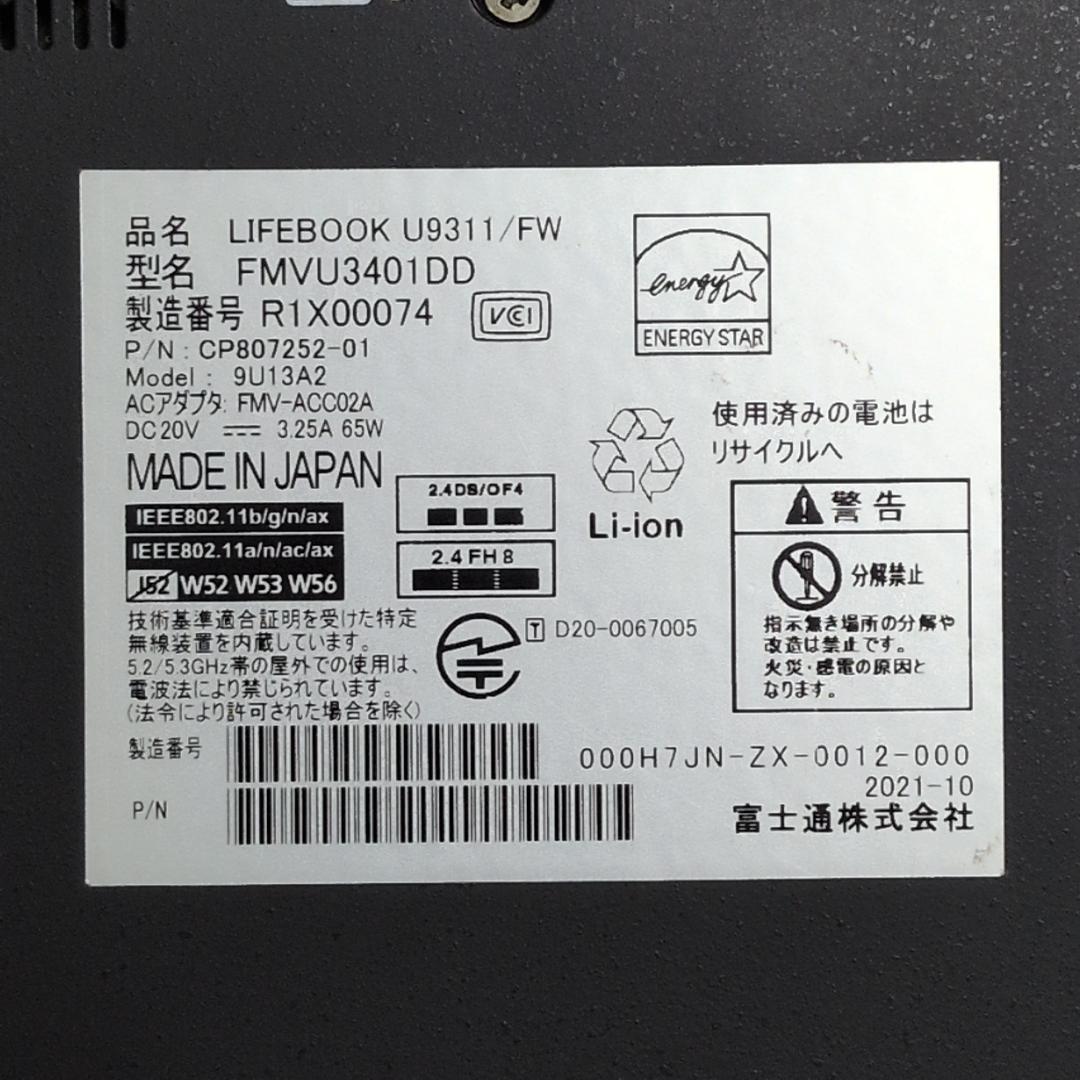 品名 LIFEBOOK U9311/FW
型名 FMVU3401DD
製造番号 R1X00074
VCI
P/N : CP807252-01
Model : 9U13A2
ACアダプタ: FMV-ACC02A
DC20V 3.25A 65W
MADE IN JAPAN
energy
ENERGY STAR
使用済みの電池は
リサイクルへ
Li-ion
IEEE802.11b/g/n/ax
IEEE802.11a/n/ac/ax
J52 W52 W53 W56
2.4DS/OF4
2.4FH8
警告
分解禁止
指示無き場所の分解や
改造は禁止です。
火災・感電の原因と
なります。
技術基準適合証明を受けた特定
無線装置を内蔵しています。
5.2/5.3GHz帯の屋外での使用は、
電波法により禁じられています。
(法令により許可された場合を除く)
T D20-0067005
製造番号
P/N
000H7JN-ZX-0012-000
2021-10
富士通株式会社